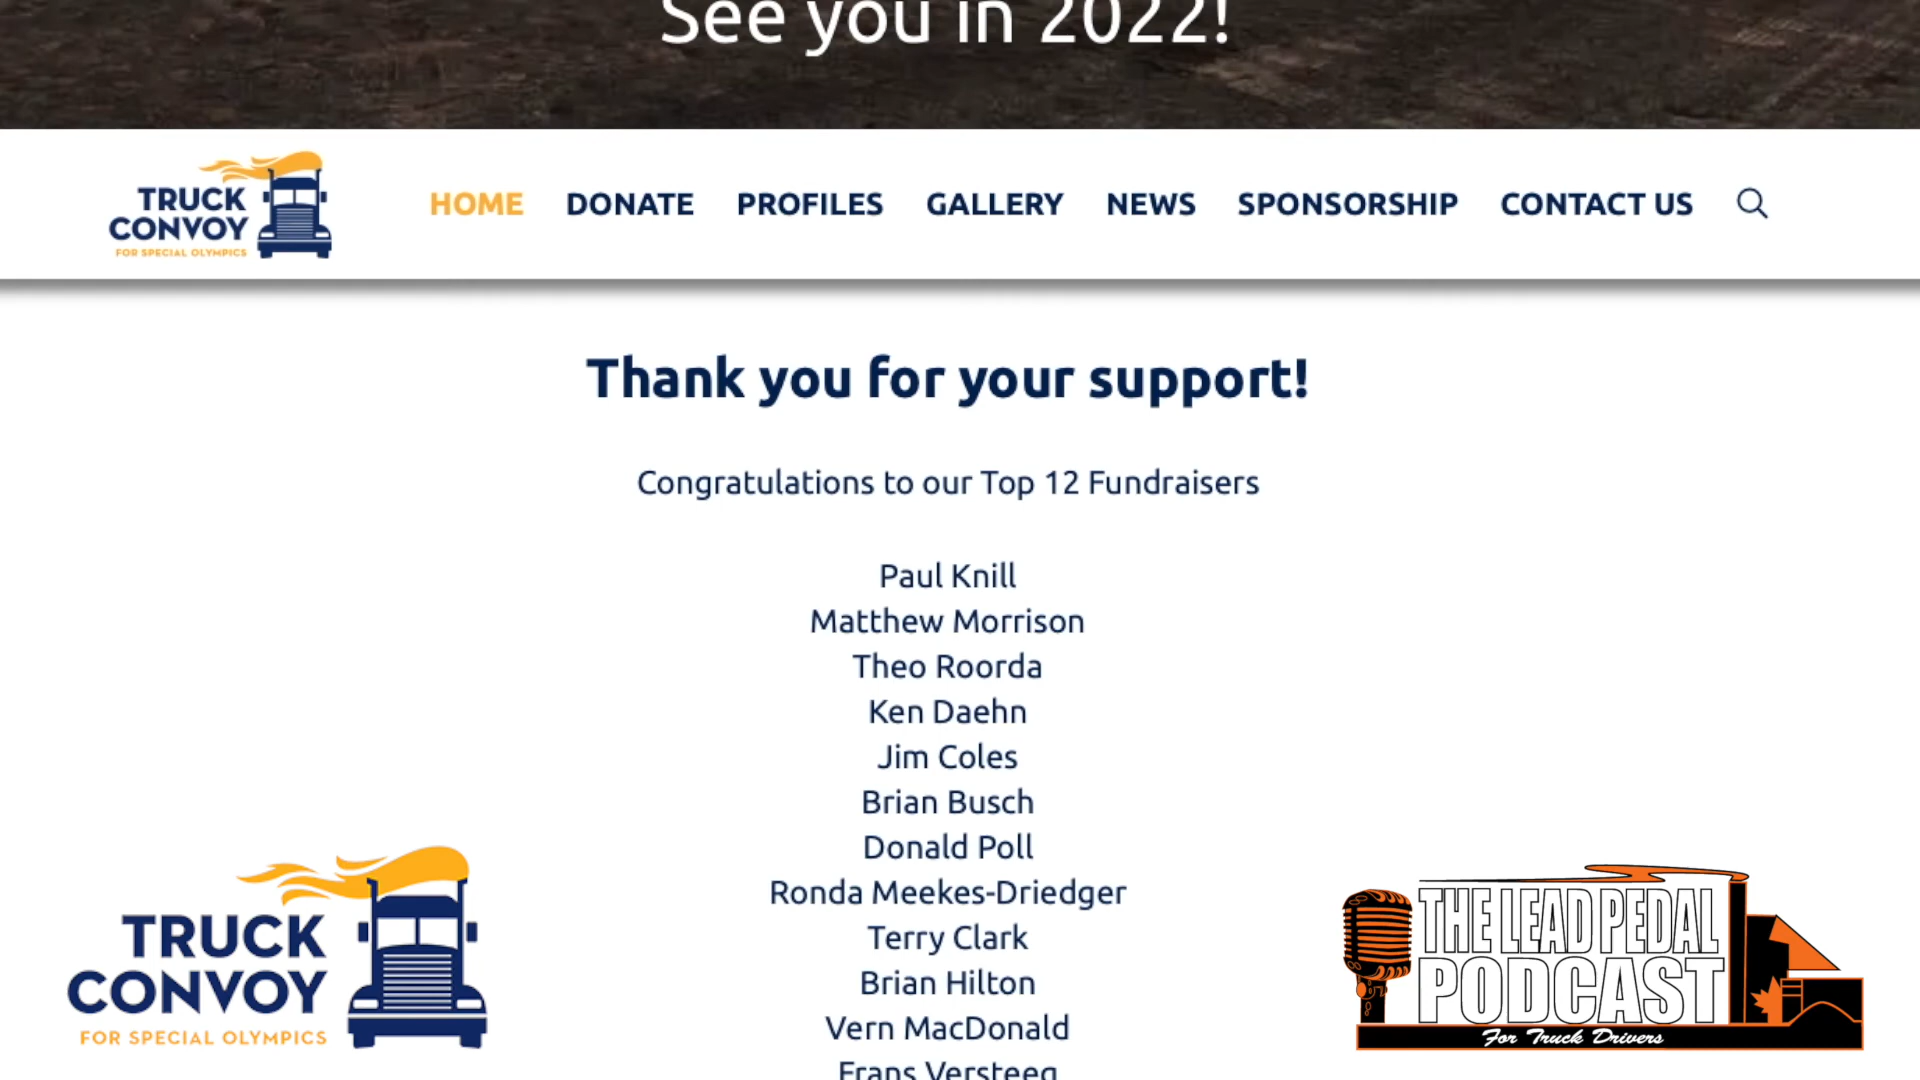 See you in 2022!
TRUCK
CONVOY
FOR SPECIAL OLYMPICS
HOME DONATE PROFILES GALLERY NEWS SPONSORSHIP CONTACT US
Thank you for your support!
Congratulations to our Top 12 Fundraisers
Paul Knill
Matthew Morrison
Theo Roorda
Ken Daehn
Jim Coles
Brian Busch
Donald Poll
Ronda Meekes-Driedger
Terry Clark
Brian Hilton
Vern MacDonald
Frans Versteeg
TRUCK
CONVOY
FOR SPECIAL OLYMPICS
THE LEAD PEDAL
PODCAST
For Truck Drivers